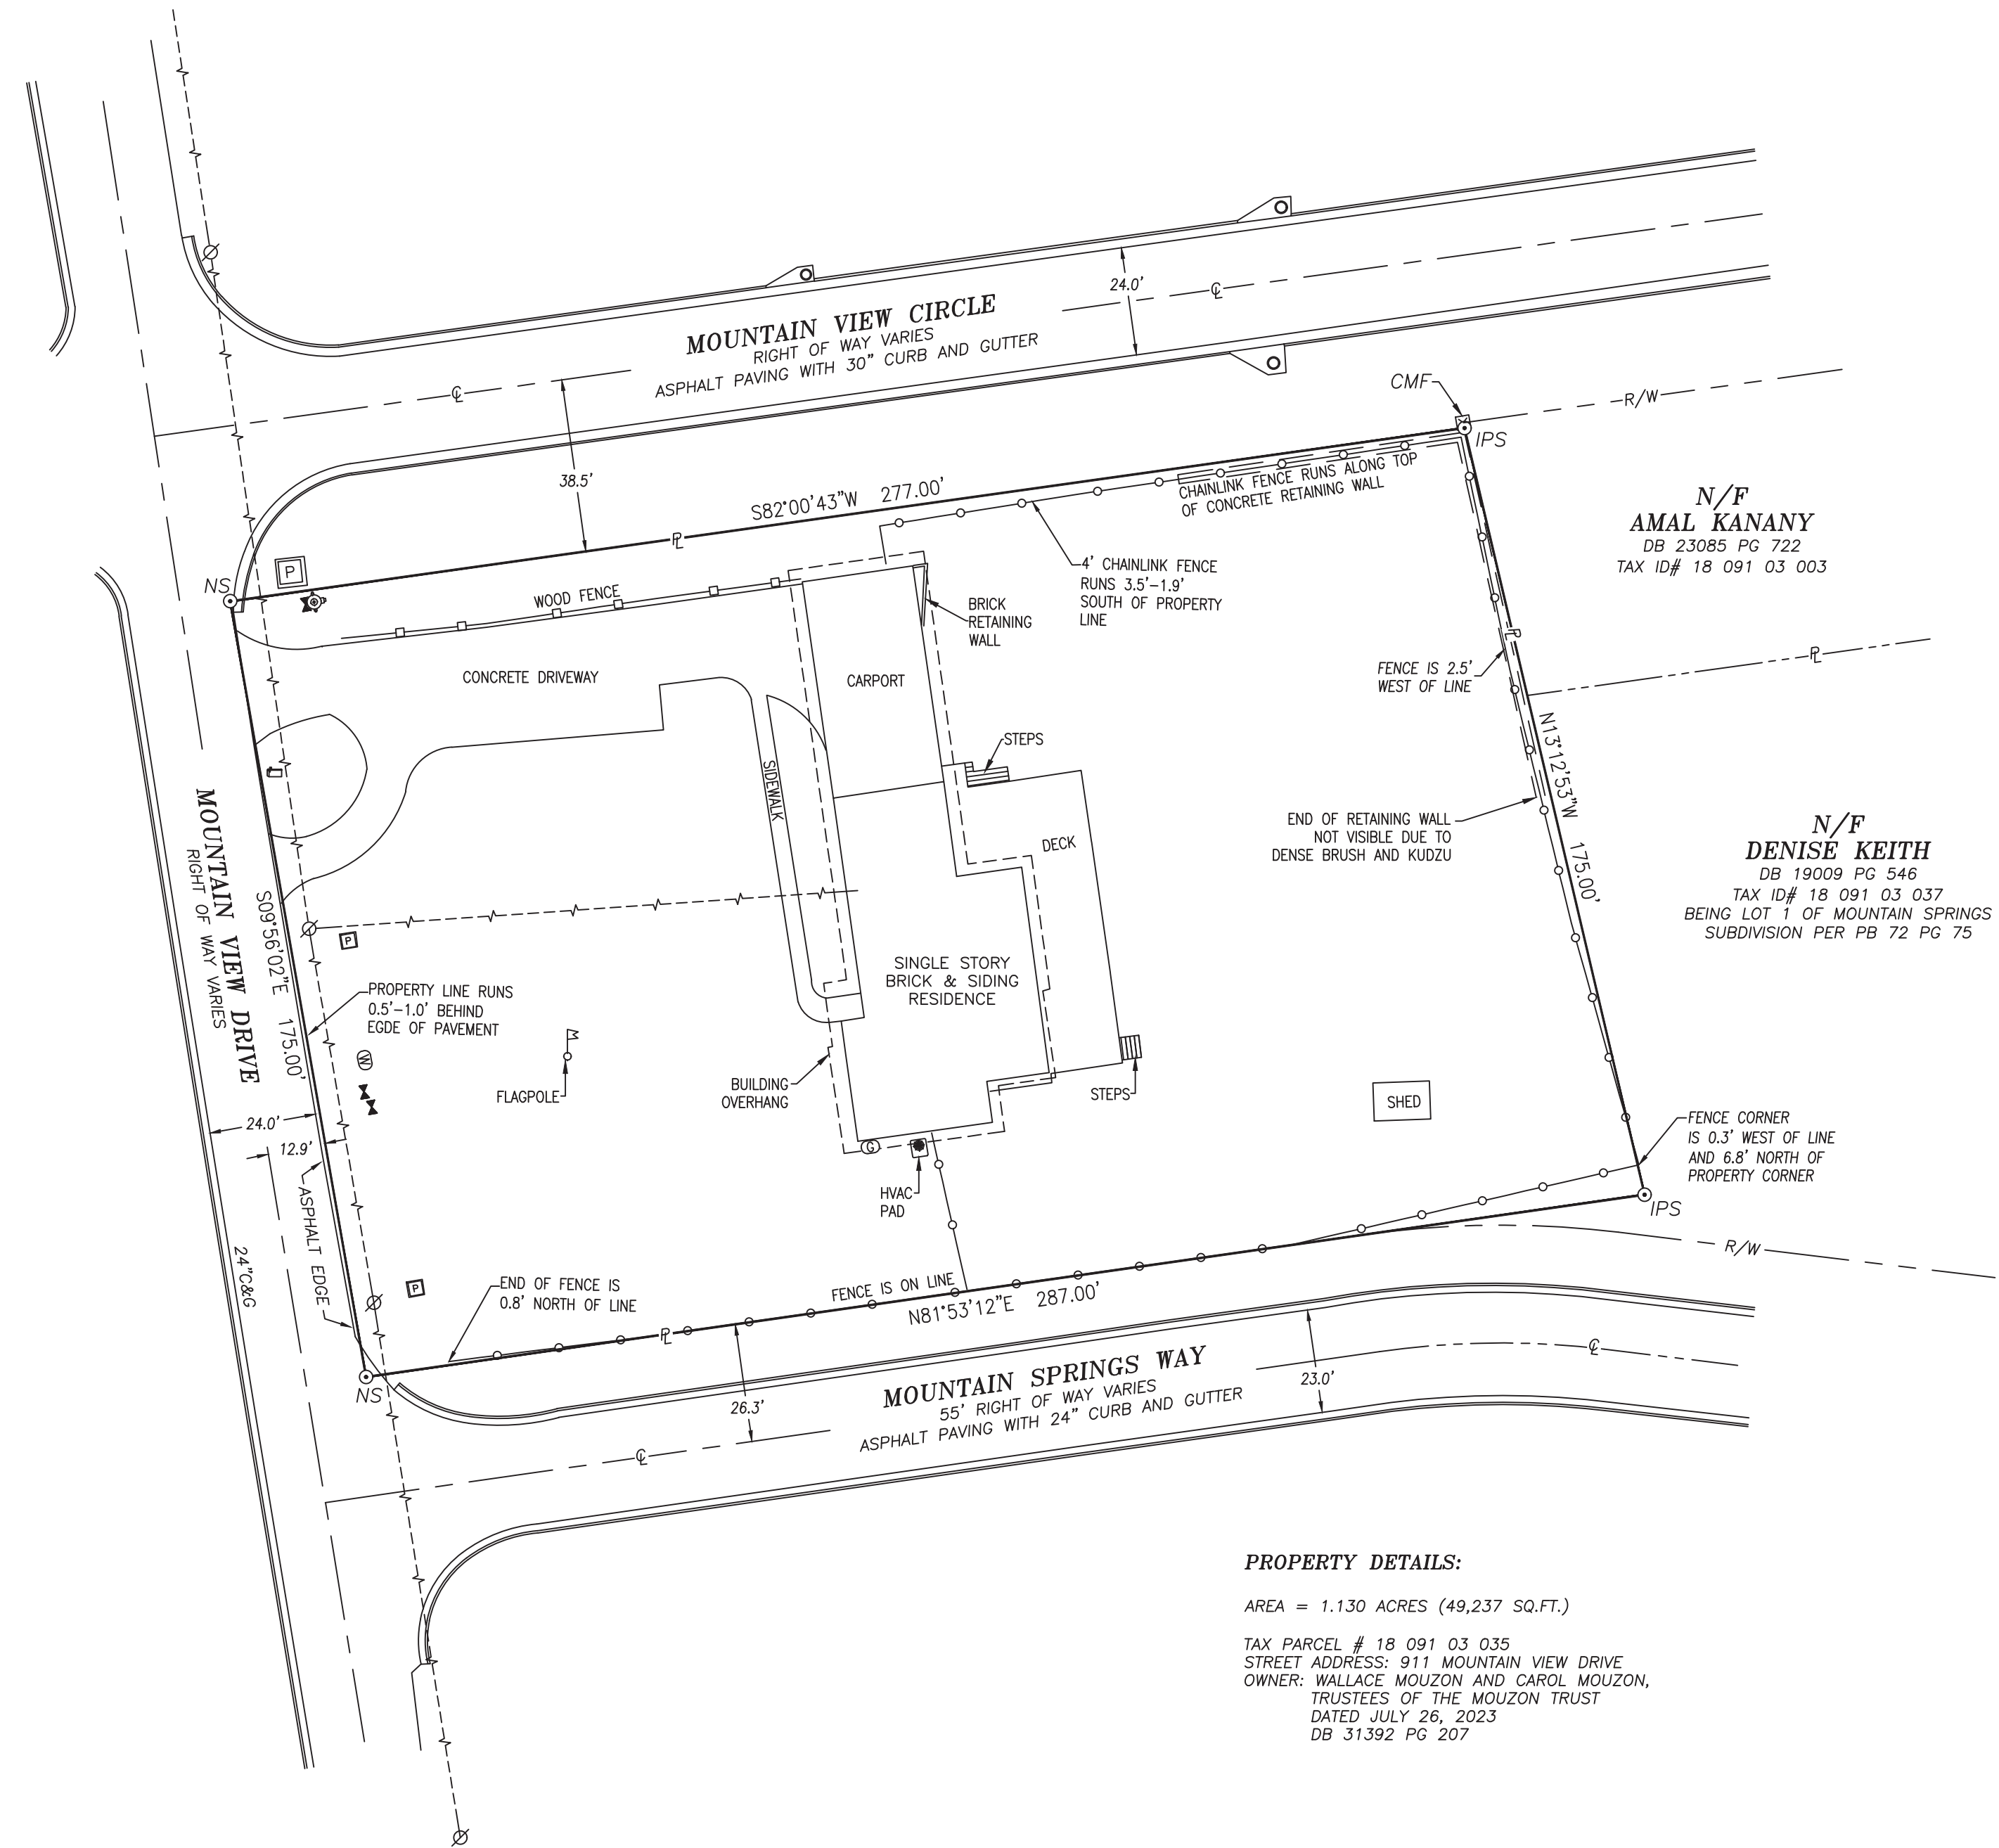 MOUNTAIN VIEW CIRCLE
RIGHT OF WAY VARIES
ASPHALT PAVING WITH 30" CURB AND GUTTER
24.0'
℄
℄
38.5'
CMF
R/W
IPS
S82°00'43"W 277.00'
℄
CHAINLINK FENCE RUNS ALONG TOP
OF CONCRETE RETAINING WALL
N/F
AMAL KANANY
DB 23085 PG 722
TAX ID# 18 091 03 003
NS
P
WOOD FENCE
4' CHAINLINK FENCE
RUNS 3.5'-1.9'
SOUTH OF PROPERTY
LINE
BRICK
RETAINING
WALL
CONCRETE DRIVEWAY
CARPORT
FENCE IS 2.5'
WEST OF LINE
PL
PL
PL
STEPS
SIDEWALK
N13°12'53"W 175.00'
DECK
END OF RETAINING WALL
NOT VISIBLE DUE TO
DENSE BRUSH AND KUDZU
N/F
DENISE KEITH
DB 19009 PG 546
TAX ID# 18 091 03 037
BEING LOT 1 OF MOUNTAIN SPRINGS
SUBDIVISION PER PB 72 PG 75
MOUNTAIN VIEW DRIVE
RIGHT OF WAY VARIES
S09°56'02"E 175.00'
P
SINGLE STORY
BRICK & SIDING
RESIDENCE
PROPERTY LINE RUNS
0.5'-1.0' BEHIND
EGDE OF PAVEMENT
W
FLAGPOLE
BUILDING
OVERHANG
STEPS
SHED
24.0'
12.9'
G
FENCE CORNER
IS 0.3' WEST OF LINE
AND 6.8' NORTH OF
PROPERTY CORNER
HVAC
PAD
ASPHALT EDGE
24"C&G
P
IPS
R/W
END OF FENCE IS
0.8' NORTH OF LINE
FENCE IS ON LINE
N81°53'12"E 287.00'
PL
NS
26.3'
MOUNTAIN SPRINGS WAY
55' RIGHT OF WAY VARIES
ASPHALT PAVING WITH 24" CURB AND GUTTER
23.0'
℄
℄
PROPERTY DETAILS:
AREA = 1.130 ACRES (49,237 SQ.FT.)
TAX PARCEL # 18 091 03 035
STREET ADDRESS: 911 MOUNTAIN VIEW DRIVE
OWNER: WALLACE MOUZON AND CAROL MOUZON,
TRUSTEES OF THE MOUZON TRUST
DATED JULY 26, 2023
DB 31392 PG 207